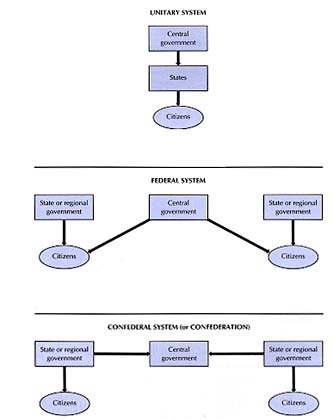 UNITARY SYSTEM
Central
government
States
Citizens
FEDERAL SYSTEM
State or regional
government
Central
government
State or regional
government
Citizens
Citizens
CONFEDERAL SYSTEM (or CONFEDERATION)
State or regional
government
Central
government
State or regional
government
Citizens
Citizens